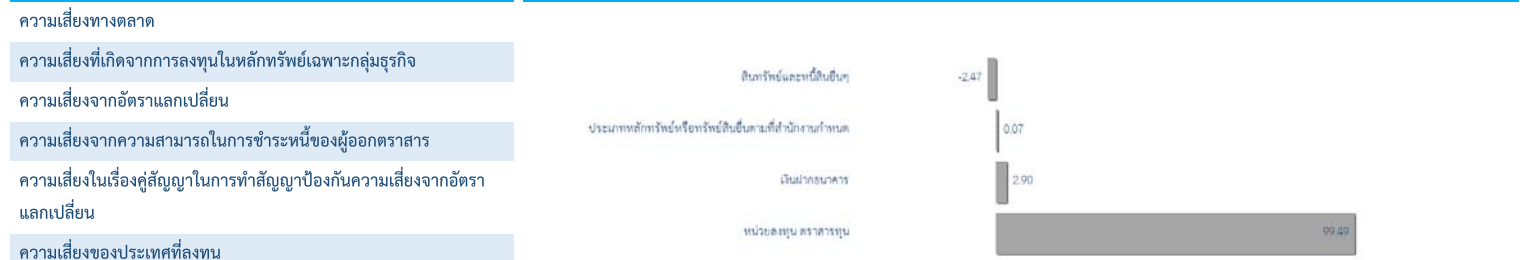 ความเสี่ยงทางตลาด
ความเสี่ยงที่เกิดจากการลงทุนในหลักทรัพย์เฉพาะกลุ่มธุรกิจ
ความเสี่ยงจากอัตราแลกเปลี่ยน
ความเสี่ยงจากความสามารถในการชำระหนี้ของผู้ออกตราสาร
ความเสี่ยงในเรื่องคู่สัญญาในการทำสัญญาป้องกันความเสี่ยงจากอัตรา
แลกเปลี่ยน
ความเสี่ยงของประเทศที่ลงทุน
สินทรัพย์และหนี้สินอื่นๆ -2.47
ประเภทหลักทรัพย์หรือทรัพย์สินอื่นตามที่สำนักงานกำหนด 0.07
เงินฝากธนาคาร 2.90
หน่วยลงทุน ตราสารทุน 99.49